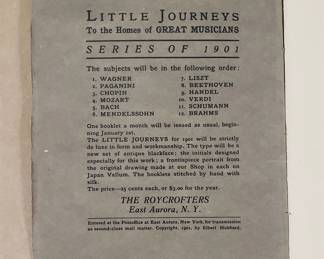 LITTLE JOURNEYS
To the Homes of GREAT MUSICIANS
SERIES OF 1901
The subjects will be in the following order:
1. WAGNER 7. LISZT
2. PAGANINI 8. BEETHOVEN
3. CHOPIN 9. HANDEL
4. MOZART 10. VERDI
5. BACH 11. SCHUMANN
6. MENDELSSOHN 12. BRAHMS
One booklet a month will be issued as usual, begin-
ning January 1st.
The LITTLE JOURNEYS for 1901 will be strictly
de luxe in form and workmanship. The type will be a
new set of antique blackface; the initials designed
especially for this work; a frontispiece portrait from
the original drawing made at our Shop in each on
Japan Vellum. The booklets stitched by hand with
silk.
The price—25 cents each, or $3.00 for the year.
THE ROYCROFTERS
East Aurora, N. Y.
Entered at the Postoffice at East Aurora, New York, for transmission
as second-class mail matter. Copyright, 1901, by Elbert Hubbard.